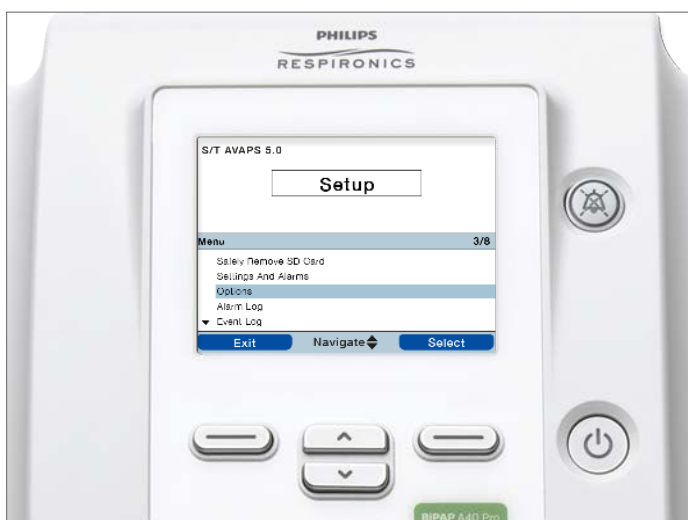 PHILIPS
RESPIRONICS
S/T AVAPS 5.0
Setup
Menu 3/8
Safely Remove SD Card
Settings And Alarms
Options
Alarm Log
Event Log
Exit Navigate Select
BiPAP A40 Pro